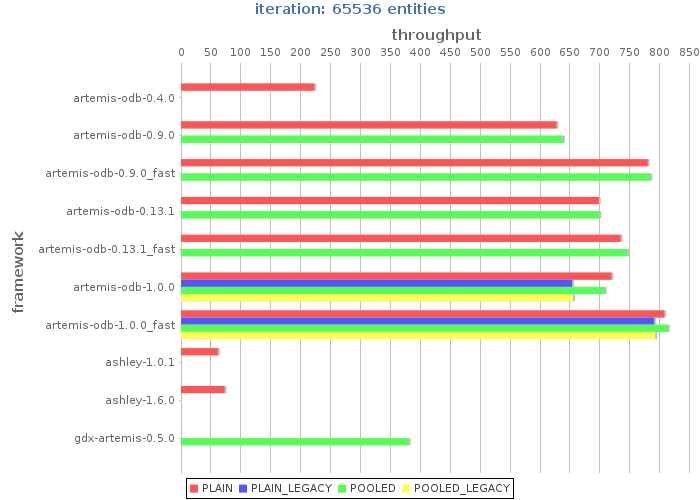 iteration: 65536 entities
throughput
0 50 100 150 200 250 300 350 400 450 500 550 600 650 700 750 800 850
framework
artemis-odb-0.4.0
artemis-odb-0.9.0
artemis-odb-0.9.0_fast
artemis-odb-0.13.1
artemis-odb-0.13.1_fast
artemis-odb-1.0.0
artemis-odb-1.0.0_fast
ashley-1.0.1
ashley-1.6.0
gdx-artemis-0.5.0
PLAIN PLAIN_LEGACY POOLED POOLED_LEGACY